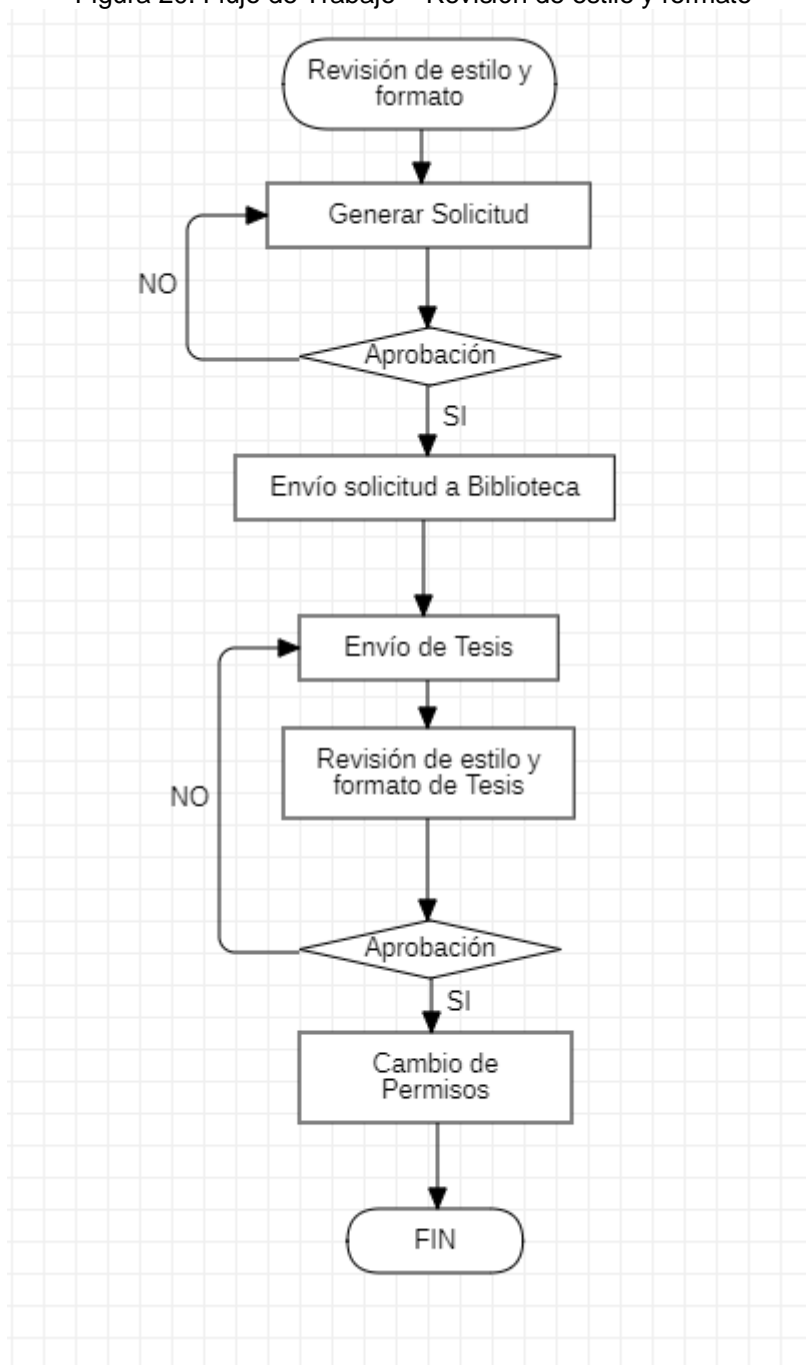 Figura 20. Flujo de Trabajo – Revisión de estilo y formato
Revisión de estilo y
formato
Generar Solicitud
NO
Aprobación
SI
Envío solicitud a Biblioteca
Envío de Tesis
Revisión de estilo y
formato de Tesis
NO
Aprobación
SI
Cambio de
Permisos
FIN